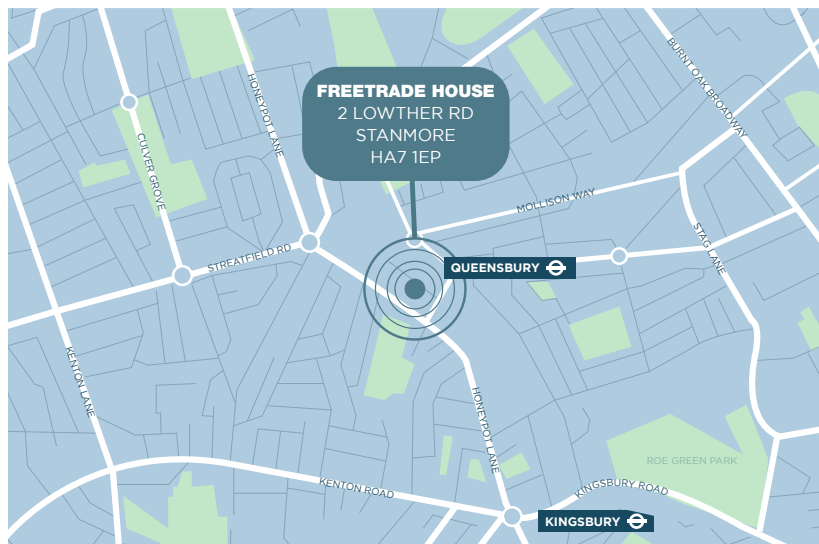 BURNT OAK BROADWAY
HONEYPOT LANE
FREETRADE HOUSE
2 LOWTHER RD
STANMORE
HA7 1EP
CULVER GROVE
MOLLISON WAY
STAG LANE
STREATFIELD RD
QUEENSBURY
KENTON LANE
HONEYPOT LANE
ROE GREEN PARK
KENTON ROAD
KINGSBURY ROAD
KINGSBURY